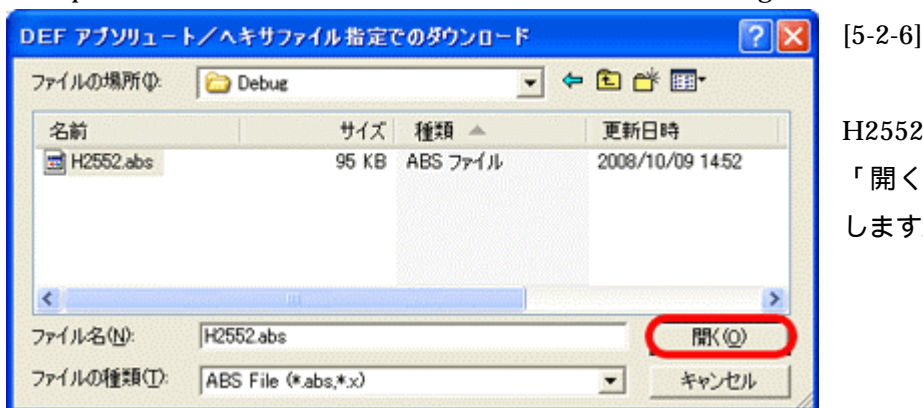 DEF アブソリュート/ヘキサファイル指定でのダウンロード
[5-2-6]
ファイルの場所(I):
Debug
名前 サイズ 種類 更新日時
H2552.abs 95 KB ABS ファイル 2008/10/09 14:52
H2552
「開く
します
ファイル名(N): H2552.abs 開く(O)
ファイルの種類(T): ABS File (*.abs,*.x) キャンセル